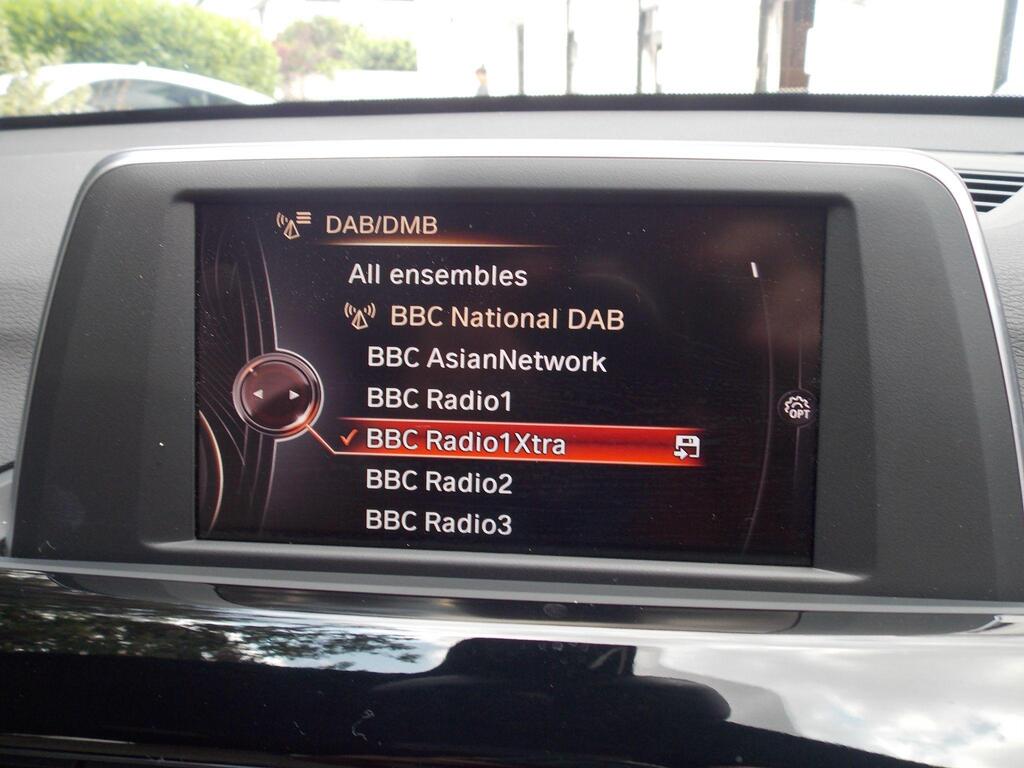 DAB/DMB
All ensembles
BBC National DAB
BBC AsianNetwork
BBC Radio1
BBC Radio1Xtra
BBC Radio2
BBC Radio3
OPT